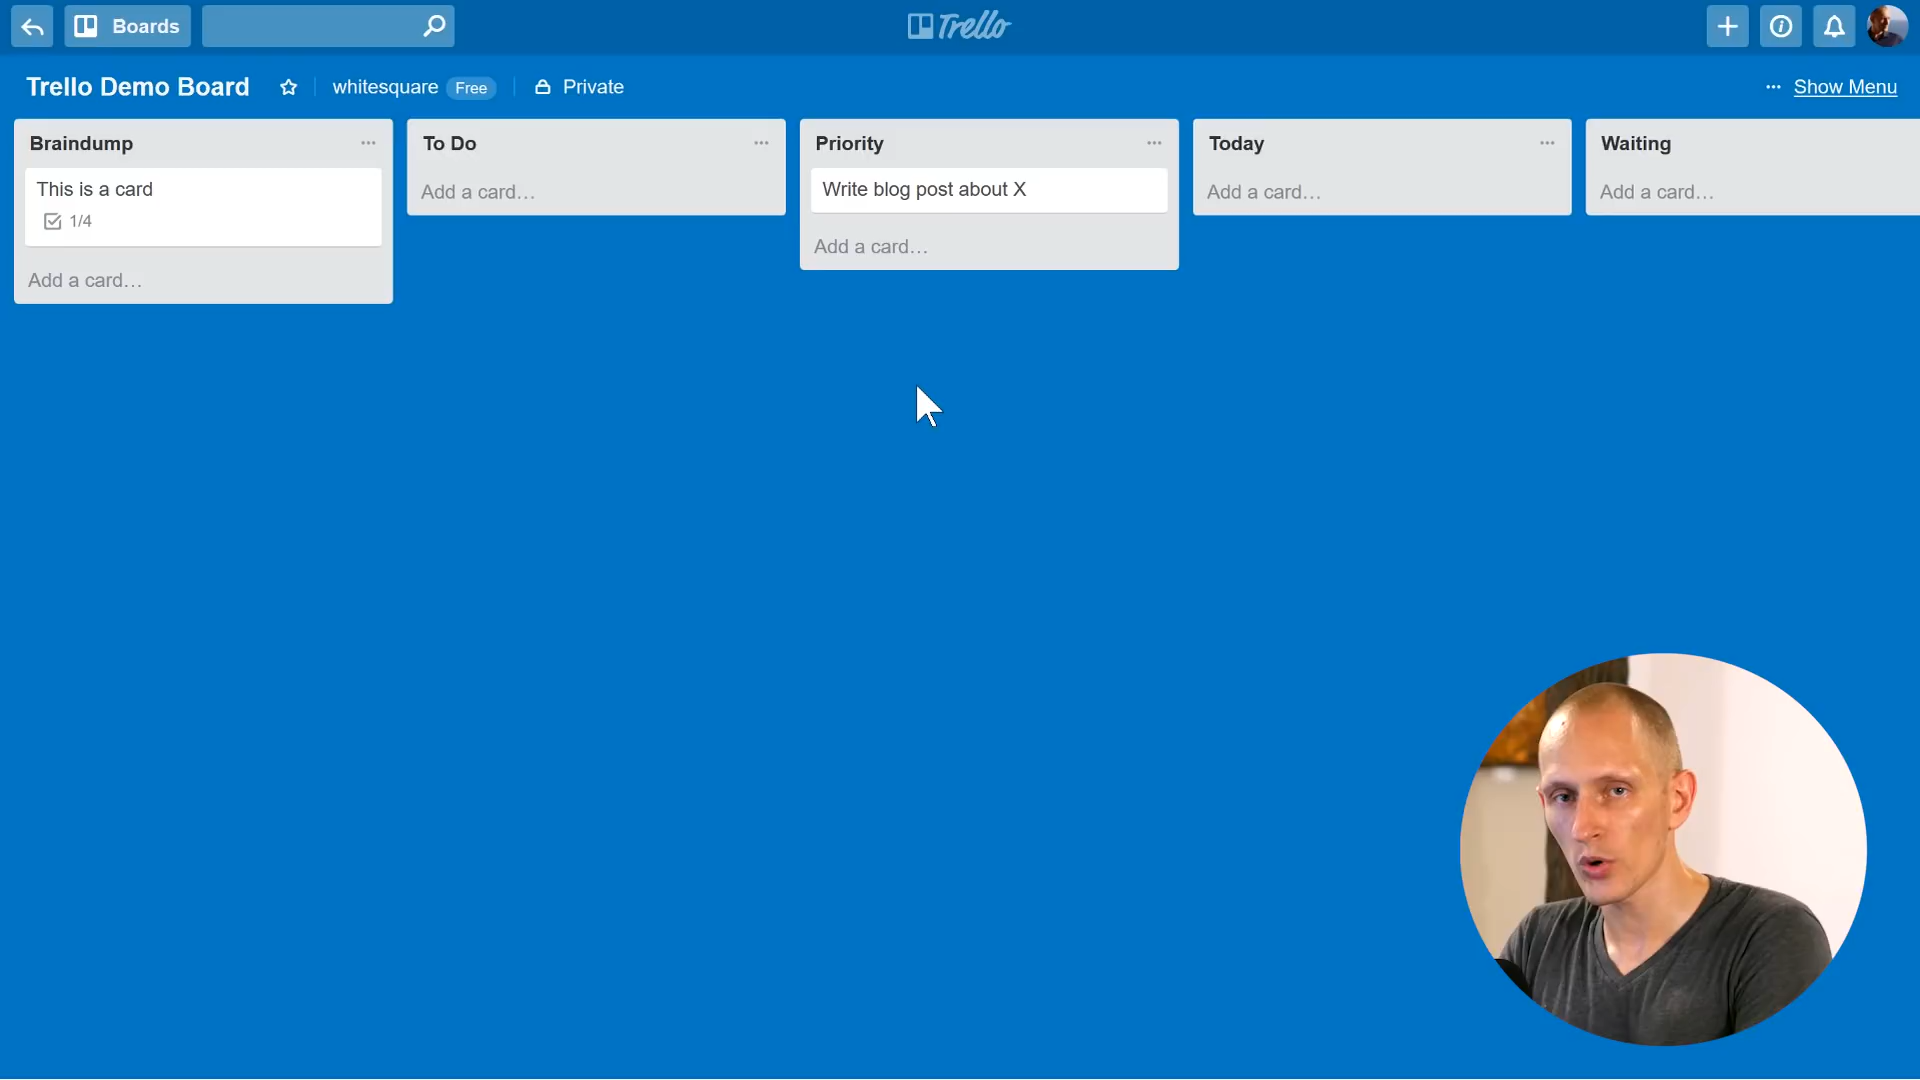 Boards
Trello
Trello Demo Board
whitesquare Free
Private
... Show Menu
Braindump ...
This is a card
1/4
Add a card...
To Do ...
Add a card...
Priority ...
Write blog post about X
Add a card...
Today ...
Add a card...
Waiting
Add a card...